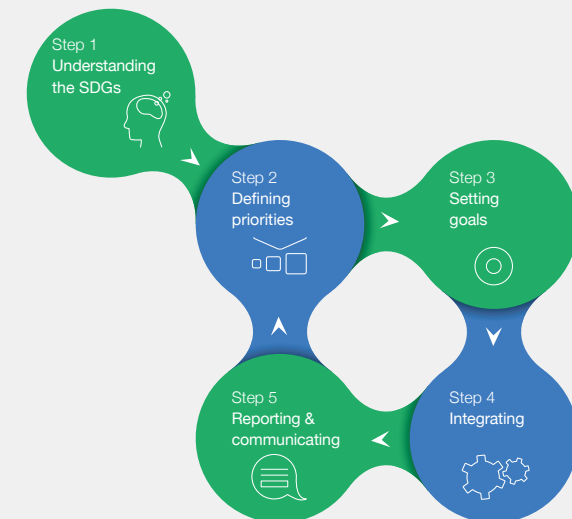 Step 1
Understanding
the SDGs
Step 2
Defining
priorities
Step 3
Setting
goals
Step 4
Integrating
Step 5
Reporting &
communicating